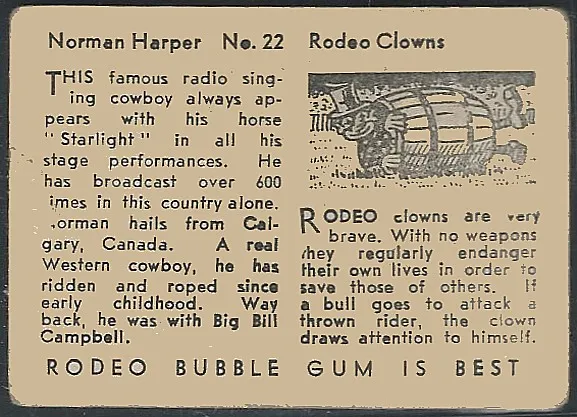 Norman Harper No. 22
THIS famous radio sing-
ing cowboy always ap-
pears with his horse
"Starlight" in all his
stage performances. He
has broadcast over 600
imes in this country alone.
orman hails from Cal-
gary, Canada. A real
Western cowboy, he has
ridden and roped since
early childhood. Way
back, he was with Big Bill
Campbell.
Rodeo Clowns
RODEO clowns are very
brave. With no weapons
they regularly endanger
their own lives in order to
save those of others. If
a bull goes to attack a
thrown rider, the clown
draws attention to himself.
RODEO BUBBLE GUM IS BEST